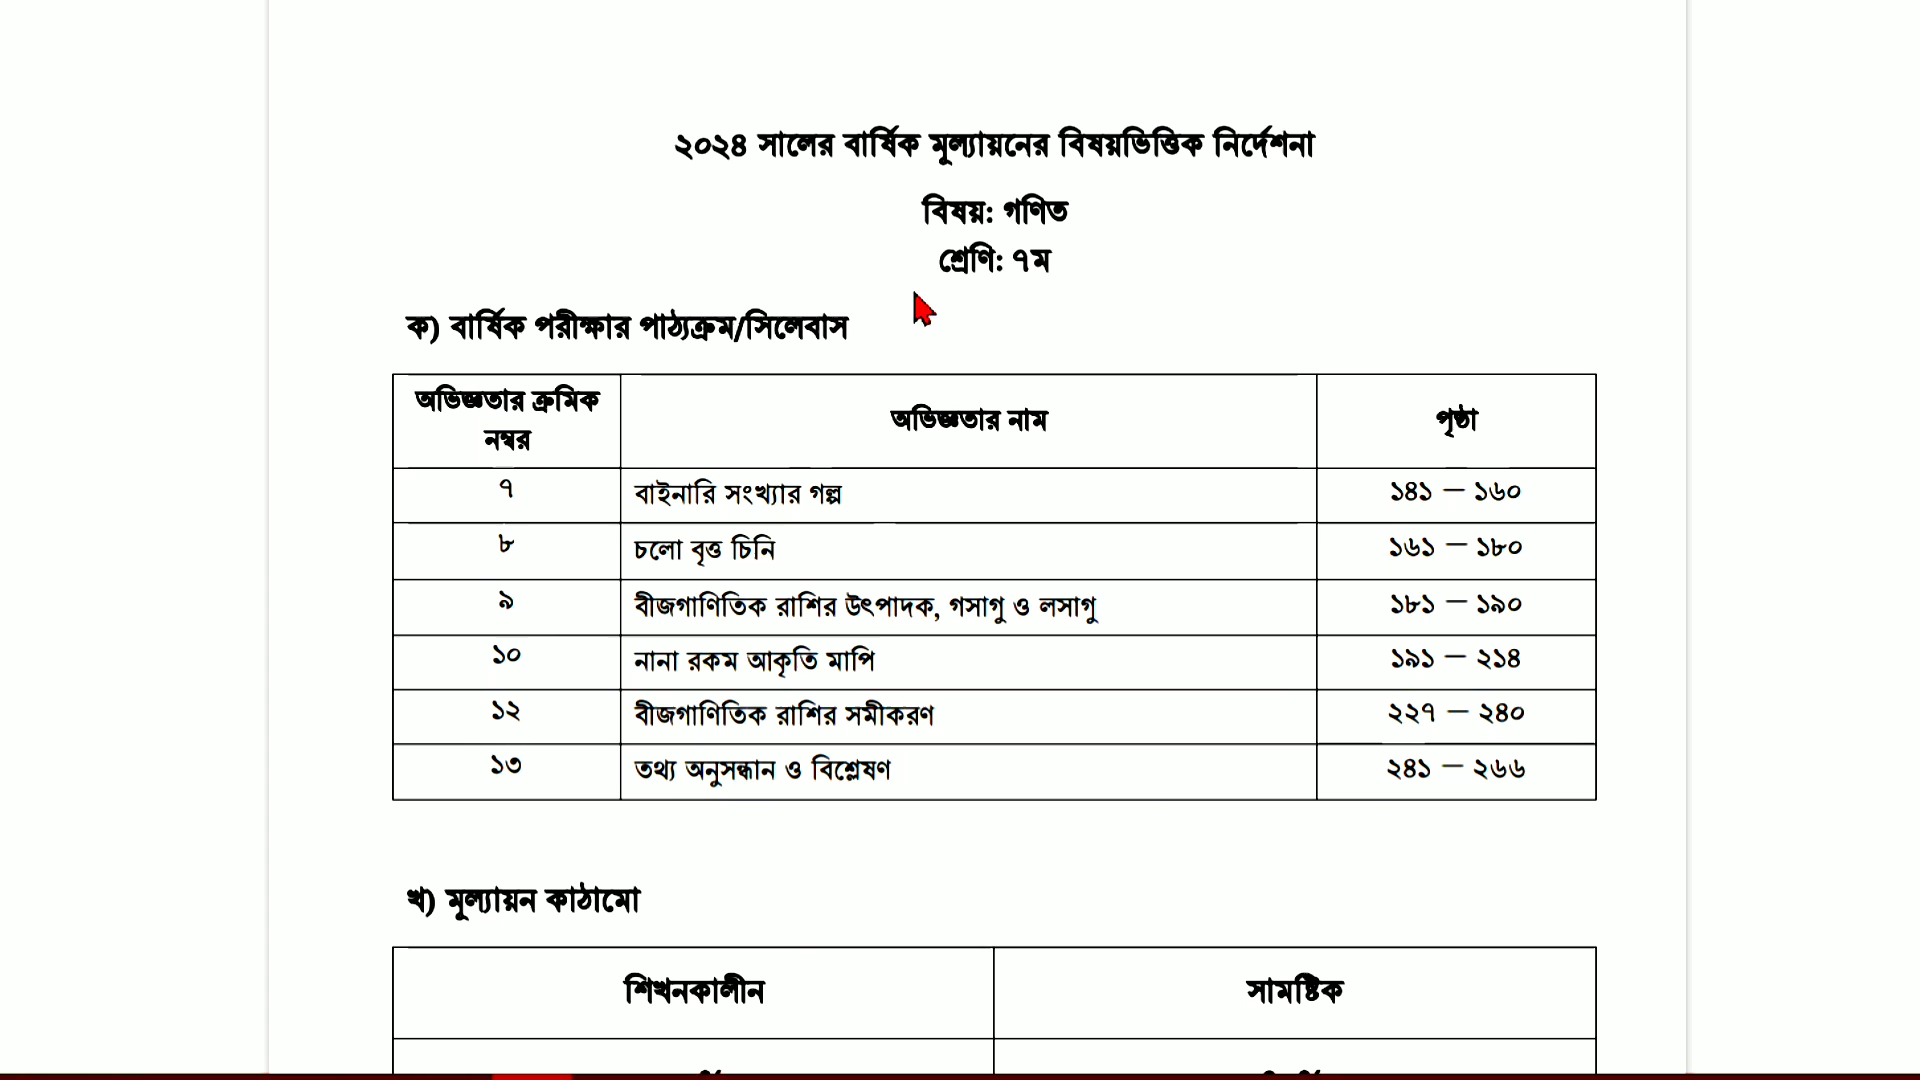 ২০২৪ সালের বার্ষিক মূল্যায়নের বিষয়ভিত্তিক নির্দেশনা
বিষয়: গণিত
শ্রেণি: ৭ম
ক) বার্ষিক পরীক্ষার পাঠ্যক্রম/সিলেবাস
অভিজ্ঞতার ক্রমিক নম্বর অভিজ্ঞতার নাম পৃষ্ঠা
৭ বাইনারি সংখ্যার গল্প ১৪১ – ১৬০
৮ চলো বৃত্ত চিনি ১৬১ – ১৮০
৯ বীজগাণিতিক রাশির উৎপাদক, গসাগু ও লসাগু ১৮১ – ১৯০
১০ নানা রকম আকৃতি মাপি ১৯১ – ২১৪
১২ বীজগাণিতিক রাশির সমীকরণ ২২৭ – ২৪০
১৩ তথ্য অনুসন্ধান ও বিশ্লেষণ ২৪১ – ২৬৬
খ) মূল্যায়ন কাঠামো
শিখনকালীন সামষ্টিক